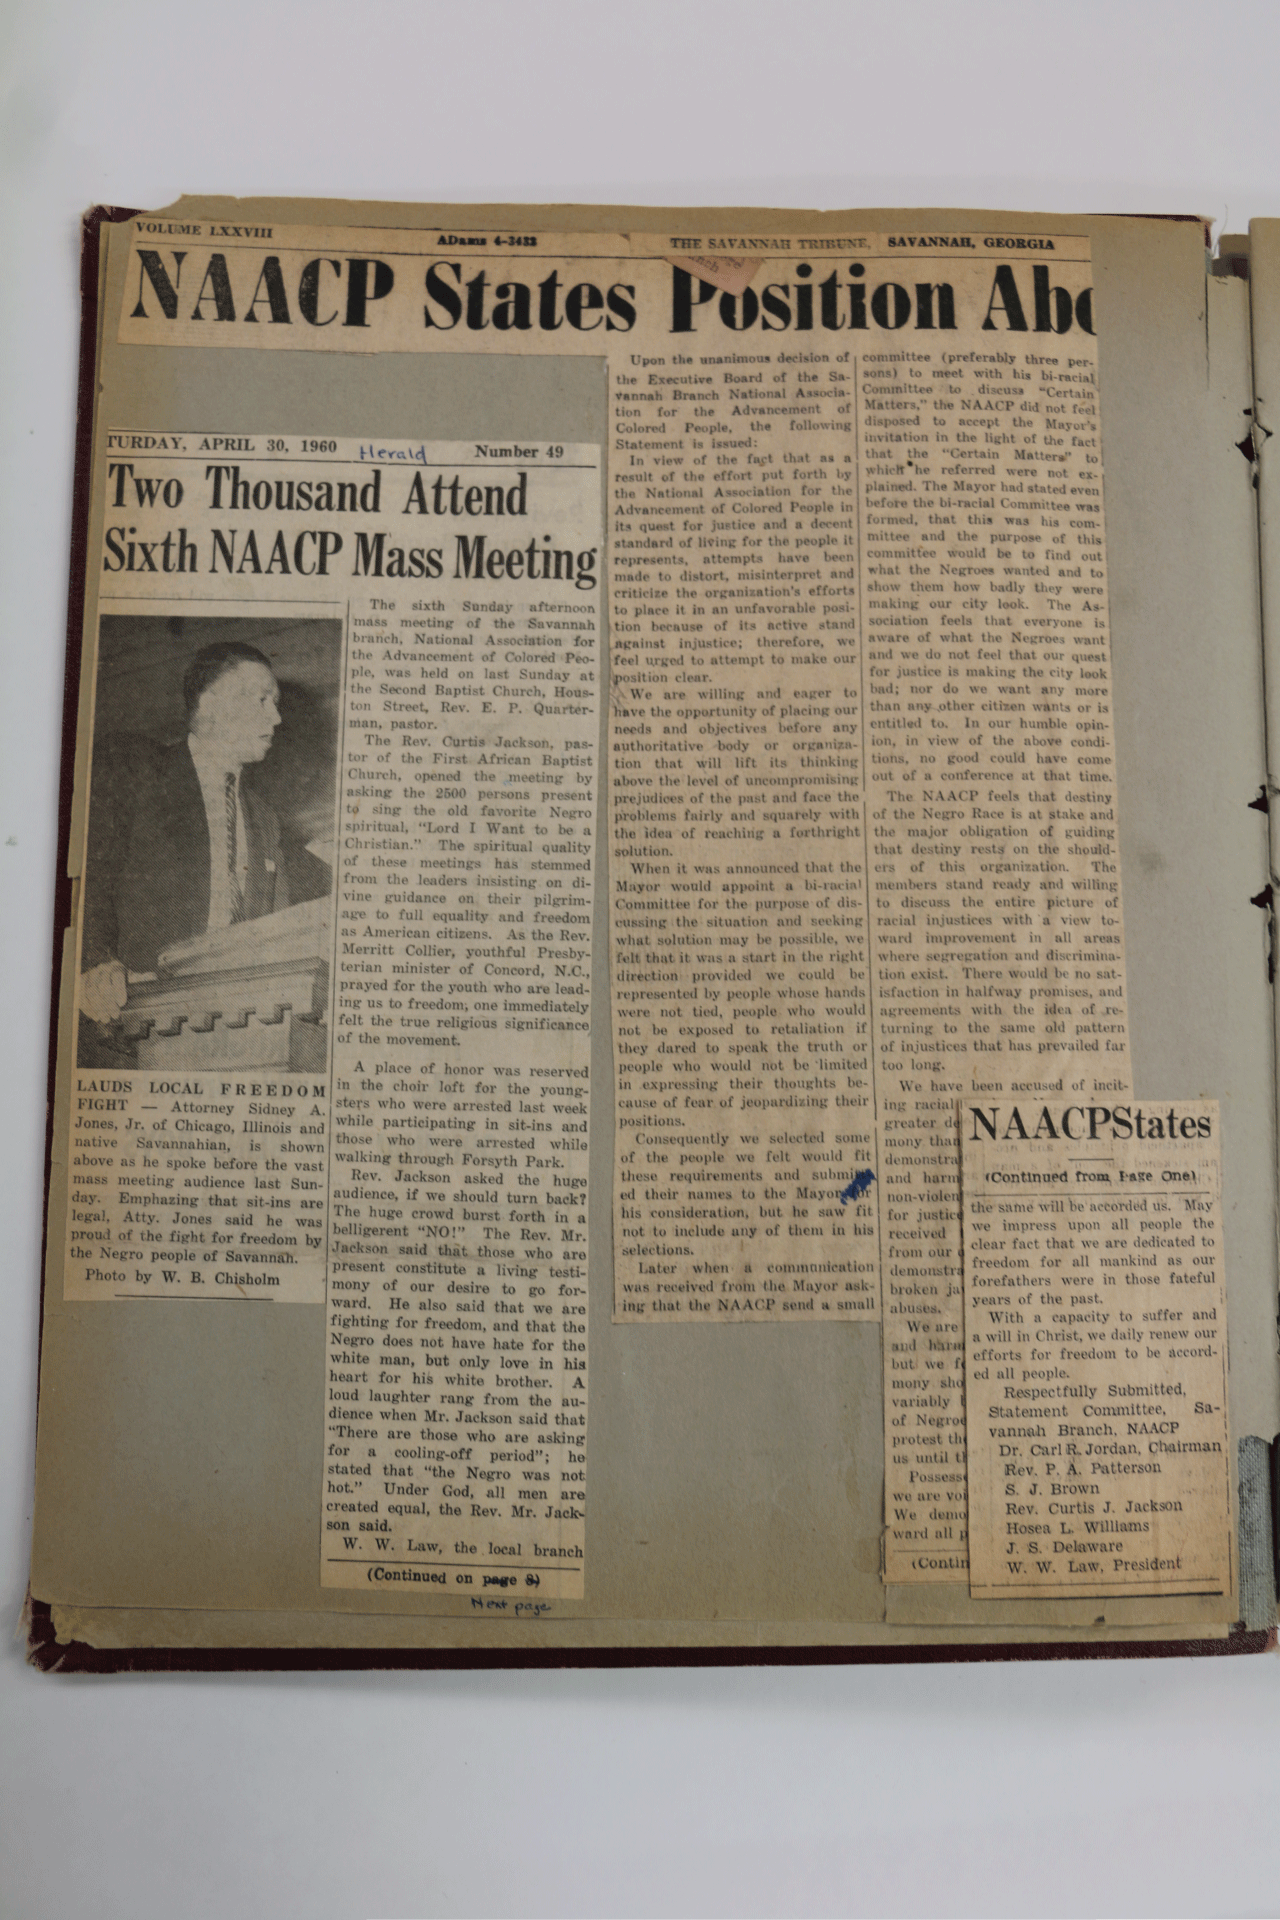 VOLUME LXXVIII
ADams 4-3432
THE SAVANNAH TRIBUNE, SAVANNAH, GEORGIA
NAACP States Position Abo
TURDAY, APRIL 30, 1960
Herald
Number 49
Two Thousand Attend
Sixth NAACP Mass Meeting
LAUDS LOCAL FREEDOM
FIGHT — Attorney Sidney A.
Jones, Jr. of Chicago, Illinois and
native Savannahian, is shown
above as he spoke before the vast
mass meeting audience last Sun-
day. Emphazing that sit-ins are
legal, Atty. Jones said he was
proud of the fight for freedom by
the Negro people of Savannah.
Photo by W. B. Chisholm
The sixth Sunday afternoon
mass meeting of the Savannah
branch, National Association for
the Advancement of Colored Peo-
ple, was held on last Sunday at
the Second Baptist Church, Hous-
ton Street, Rev. E. P. Quarter-
man, pastor.
The Rev. Curtis Jackson, pas-
tor of the First African Baptist
Church, opened the meeting by
asking the 2500 persons present
to sing the old favorite Negro
spiritual, “Lord I Want to be a
Christian.” The spiritual quality
of these meetings has stemmed
from the leaders insisting on di-
vine guidance on their pilgrim-
age to full equality and freedom
as American citizens. As the Rev.
Merritt Collier, youthful Presby-
terian minister of Concord, N.C.,
prayed for the youth who are lead-
ing us to freedom, one immediately
felt the true religious significance
of the movement.
A place of honor was reserved
in the choir loft for the young-
sters who were arrested last week
while participating in sit-ins and
those who were arrested while
walking through Forsyth Park.
Rev. Jackson asked the huge
audience, if we should turn back?
The huge crowd burst forth in a
belligerent “NO!” The Rev. Mr.
Jackson said that those who are
present constitute a living testi-
mony of our desire to go for-
ward. He also said that we are
fighting for freedom, and that the
Negro does not have hate for the
white man, but only love in his
heart for his white brother. A
loud laughter rang from the au-
dience when Mr. Jackson said that
“There are those who are asking
for a cooling-off period”; he
stated that “the Negro was not
hot.” Under God, all men are
created equal, the Rev. Mr. Jack-
son said.
W. W. Law, the local branch
(Continued on page 8)
Next page
Upon the unanimous decision of
the Executive Board of the Sa-
vannah Branch National Associa-
tion for the Advancement of
Colored People, the following
Statement is issued:
In view of the fact that as a
result of the effort put forth by
the National Association for the
Advancement of Colored People in
its quest for justice and a decent
standard of living for the people it
represents, attempts have been
made to distort, misinterpret and
criticize the organization's efforts
to place it in an unfavorable posi-
tion because of its active stand
against injustice; therefore, we
feel urged to attempt to make our
position clear.
We are willing and eager to
have the opportunity of placing our
needs and objectives before any
authoritative body or organiza-
tion that will lift its thinking
above the level of uncompromising
prejudices of the past and face the
problems fairly and squarely with
the idea of reaching a forthright
solution.
When it was announced that the
Mayor would appoint a bi-racial
Committee for the purpose of dis-
cussing the situation and seeking
what solution may be possible, we
felt that it was a start in the right
direction provided we could be
represented by people whose hands
were not tied, people who would
not be exposed to retaliation if
they dared to speak the truth or
people who would not be limited
in expressing their thoughts be-
cause of fear of jeopardizing their
positions.
Consequently we selected some
of the people we felt would fit
these requirements and submitt-
ed their names to the Mayor for
his consideration, but he saw fit
not to include any of them in his
selections.
Later when a communication
was received from the Mayor ask-
ing that the NAACP send a small
committee (preferably three per-
sons) to meet with his bi-racial
Committee to discuss “Certain
Matters,” the NAACP did not feel
disposed to accept the Mayor's
invitation in the light of the fact
that the “Certain Matters” to
which he referred were not ex-
plained. The Mayor had stated even
before the bi-racial Committee was
formed, that this was his com-
mittee and the purpose of this
committee would be to find out
what the Negroes wanted and to
show them how badly they were
making our city look. The As-
sociation feels that everyone is
aware of what the Negroes want
and we do not feel that our quest
for justice is making the city look
bad; nor do we want any more
than any other citizen wants or is
entitled to. In our humble opin-
ion, in view of the above condi-
tions, no good could have come
out of a conference at that time.
The NAACP feels that destiny
of the Negro Race is at stake and
the major obligation of guiding
that destiny rests on the should-
ers of this organization. The
members stand ready and willing
to discuss the entire picture of
racial injustices with a view to-
ward improvement in all areas
where segregation and discrimina-
tion exist. There would be no sat-
isfaction in halfway promises, and
agreements with the idea of re-
turning to the same old pattern
of injustices that has prevailed far
too long.
We have been accused of incit-
ing racial
greater de
mony than
demonstra
and harm
non-violen
for justice
received
from our
demonstra
broken ja
abuses.
We are
and harm
but we f
mony sho
variably
of Negroe
protest the
us until t
Possess
we are voi
We demo
ward all p
(Contin
NAACP States
(Continued from Page One)
the same will be accorded us. May
we impress upon all people the
clear fact that we are dedicated to
freedom for all mankind as our
forefathers were in those fateful
years of the past.
With a capacity to suffer and
a will in Christ, we daily renew our
efforts for freedom to be accord-
ed all people.
Respectfully Submitted,
Statement Committee, Sa-
vannah Branch, NAACP
Dr. Carl R. Jordan, Chairman
Rev. P. A. Patterson
S. J. Brown
Rev. Curtis J. Jackson
Hosea L. Williams
J. S. Delaware
W. W. Law, President